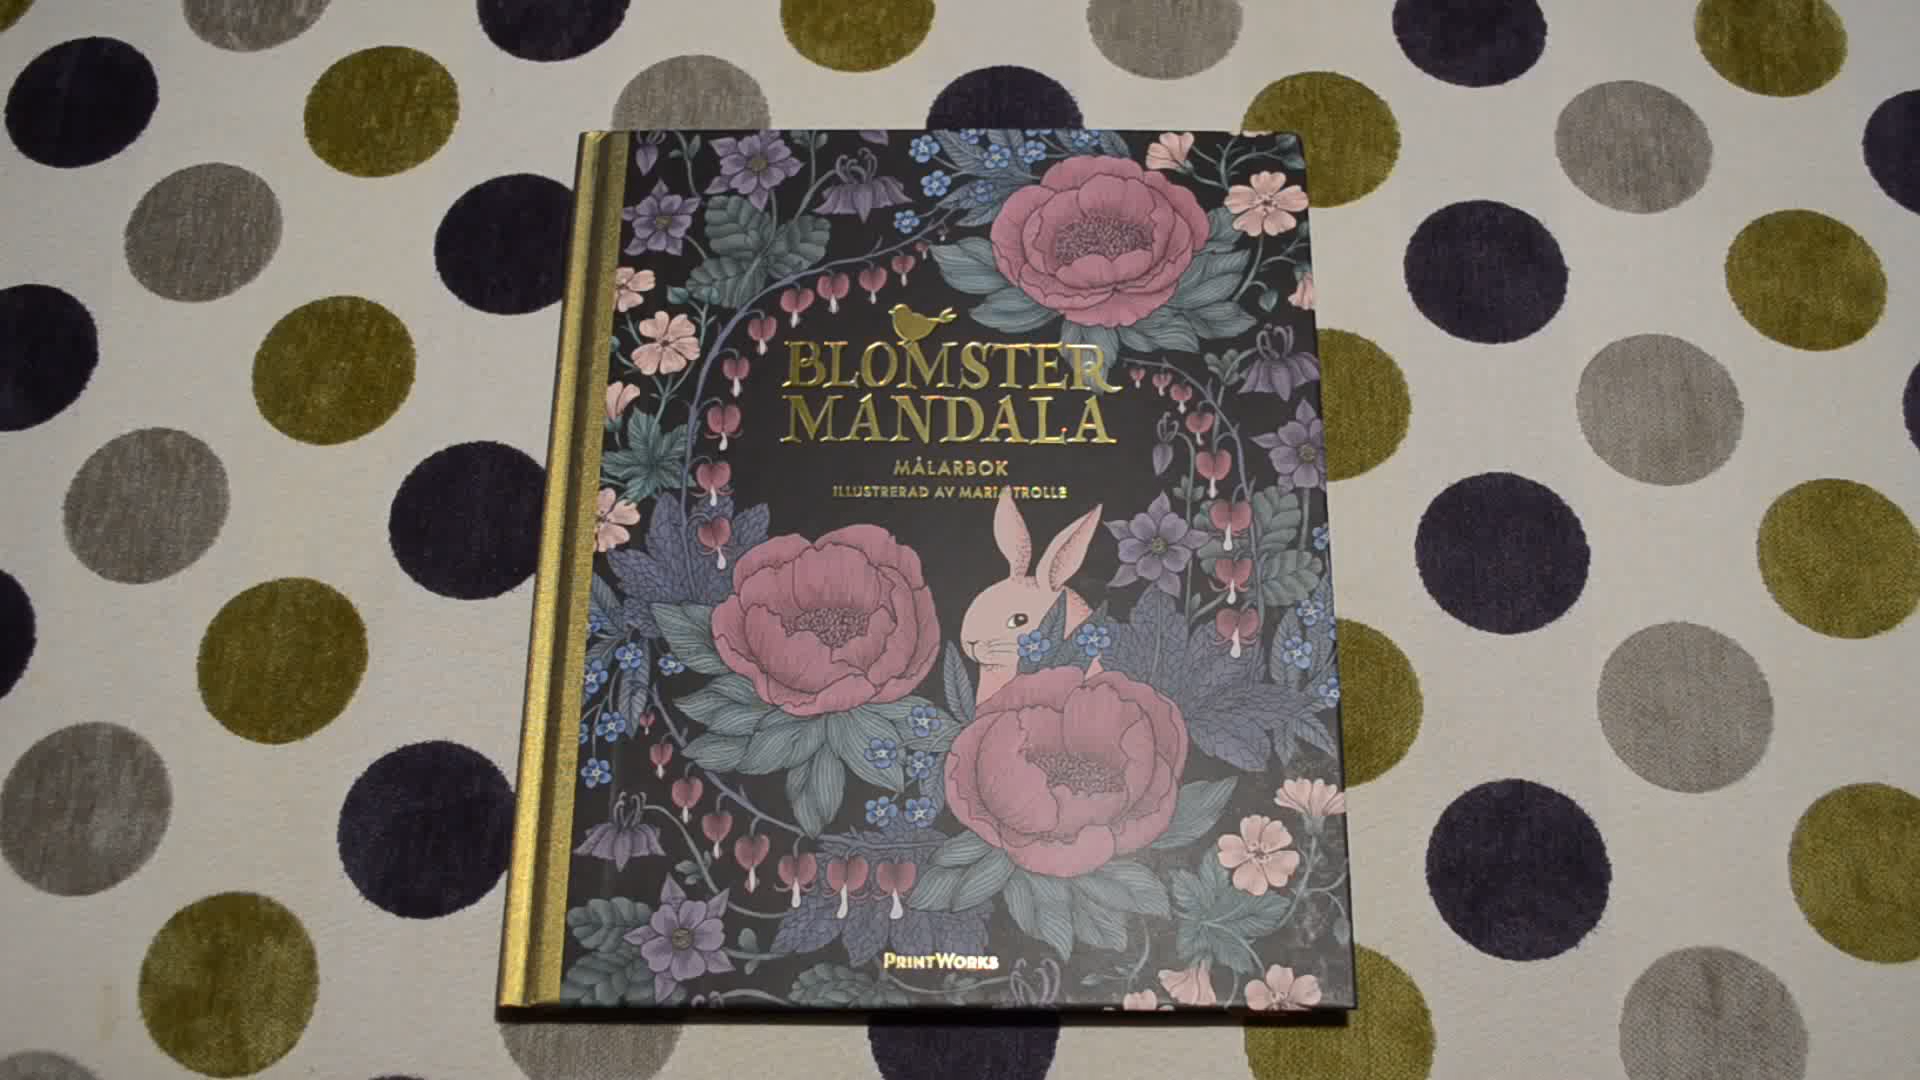 BLOMSTER
MANDALA
MÅLARBOK
ILLUSTRERAD AV MARIA TROLLE
PRINTWORKS